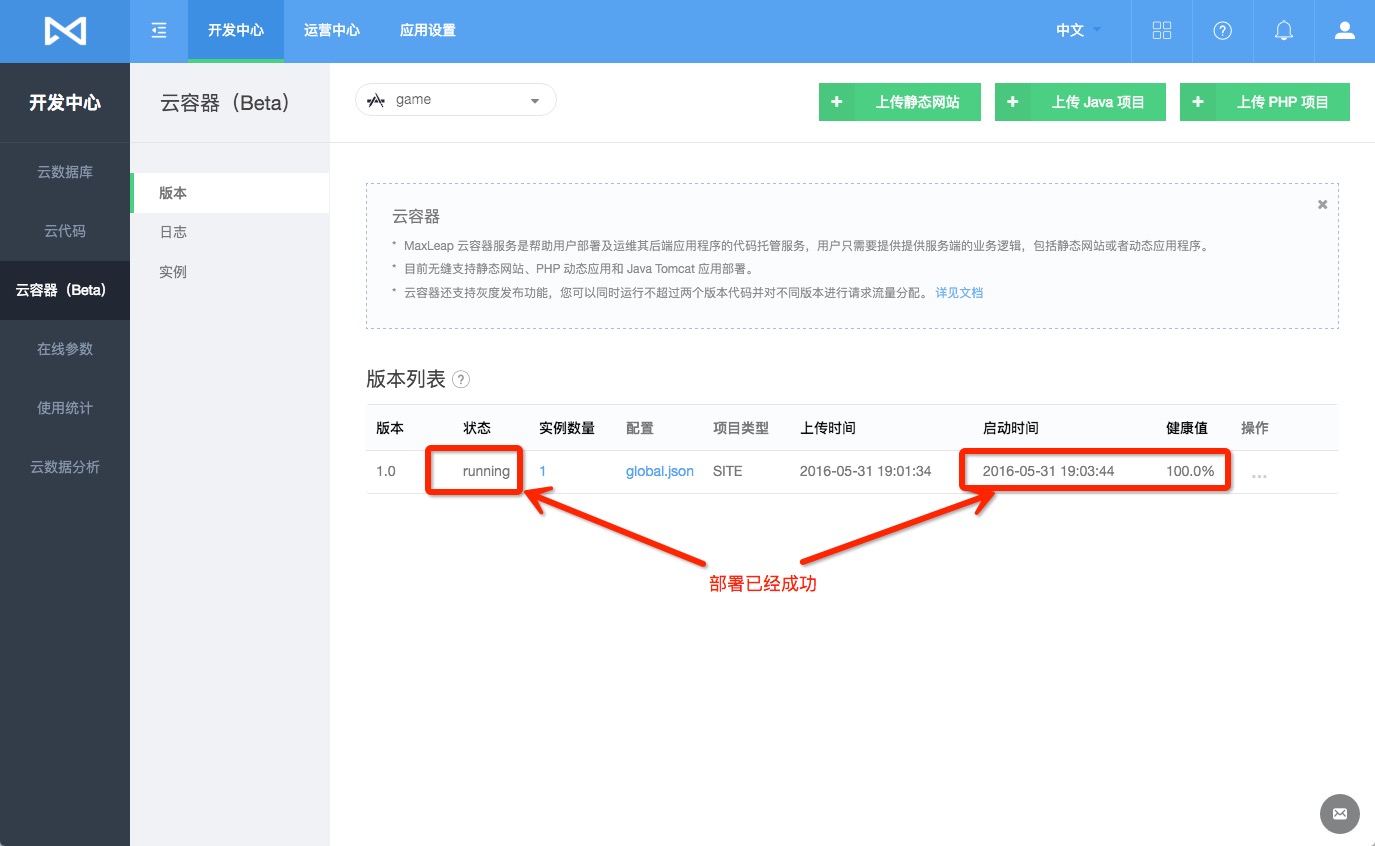 开发中心 运营中心 应用设置 中文
开发中心
云数据库
云代码
云容器（Beta）
在线参数
使用统计
云数据分析
云容器（Beta）
版本
日志
实例
game
+ 上传静态网站 + 上传 Java 项目 + 上传 PHP 项目
云容器
* MaxLeap 云容器服务是帮助用户部署及运维其后端应用程序的代码托管服务，用户只需要提供提供服务端的业务逻辑，包括静态网站或者动态应用程序。
* 目前无缝支持静态网站、PHP 动态应用和 Java Tomcat 应用部署。
* 云容器还支持灰度发布功能，您可以同时运行不超过两个版本代码并对不同版本进行请求流量分配。 详见文档
版本列表 ?
版本 状态 实例数量 配置 项目类型 上传时间 启动时间 健康值 操作
1.0 running 1 global.json SITE 2016-05-31 19:01:34 2016-05-31 19:03:44 100.0% ...
部署已经成功